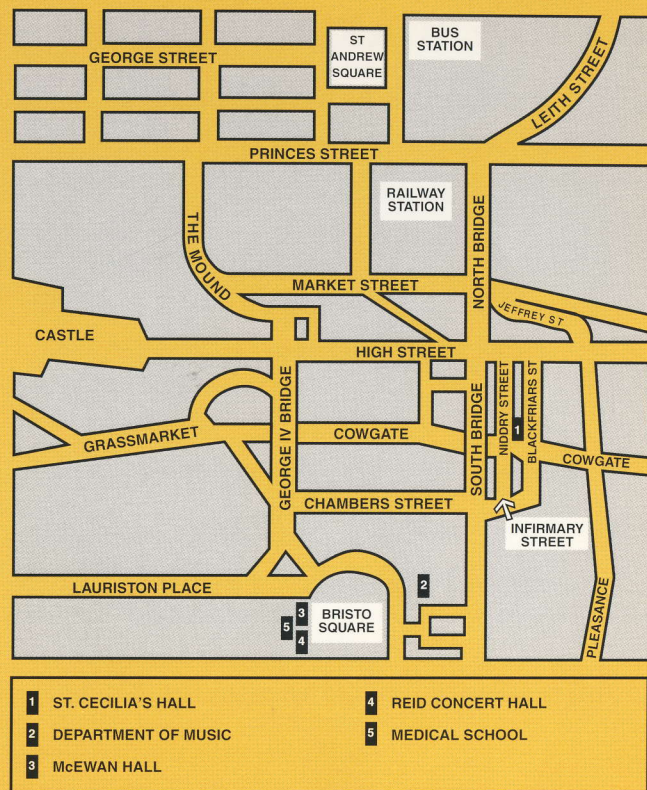 GEORGE STREET
ST
ANDREW
SQUARE
BUS
STATION
LEITH STREET
PRINCES STREET
RAILWAY
STATION
THE MOUND
NORTH BRIDGE
MARKET STREET
JEFFREY ST
CASTLE
HIGH STREET
GEORGE IV BRIDGE
SOUTH BRIDGE
NIDDRY STREET
1
BLACKFRIARS ST
GRASSMARKET
COWGATE
COWGATE
CHAMBERS STREET
INFIRMARY
STREET
LAURISTON PLACE
2
PLEASANCE
3
5
4
BRISTO
SQUARE
1 ST. CECILIA'S HALL
2 DEPARTMENT OF MUSIC
3 McEWAN HALL
4 REID CONCERT HALL
5 MEDICAL SCHOOL